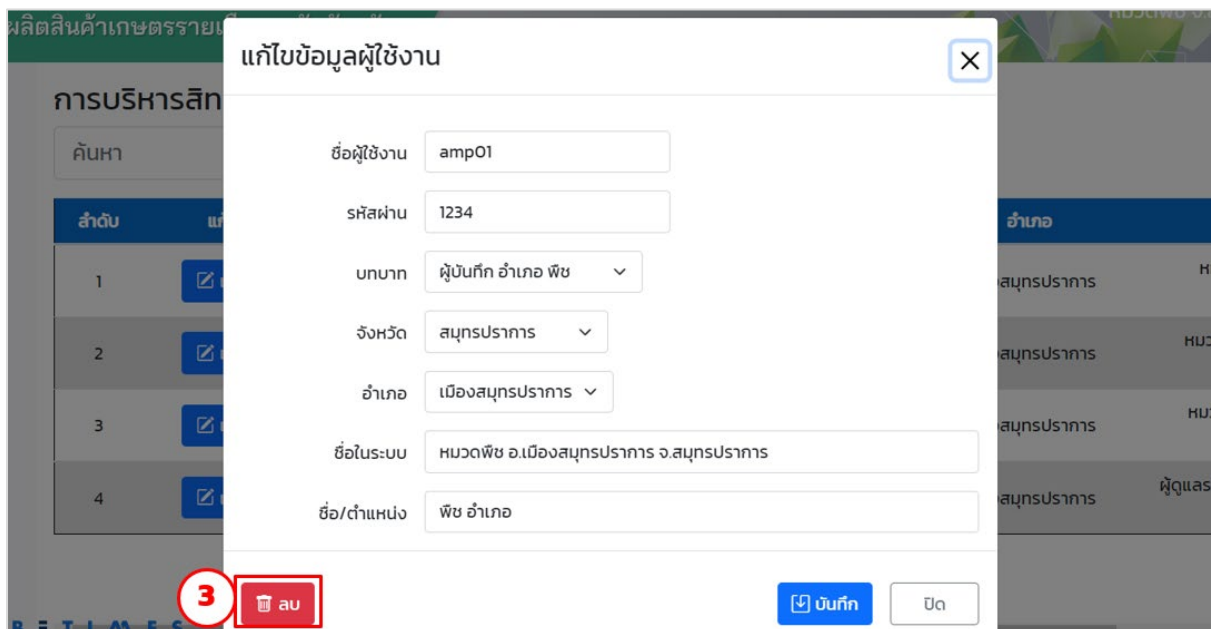 ผลิตสินค้าเกษตรราย
แก้ไขข้อมูลผู้ใช้งาน
การบริหารสิท
ค้นหา
ชื่อผู้ใช้งาน amp01
รหัสผ่าน 1234
ลำดับ อำเภอ
บทบาท ผู้บันทึก อำเภอ พืช
1 สมุทรปราการ
จังหวัด สมุทรปราการ
2 สมุทรปราการ
อำเภอ เมืองสมุทรปราการ
3 สมุทรปราการ
ชื่อในระบบ หมวดพืช อ.เมืองสมุทรปราการ จ.สมุทรปราการ
4 สมุทรปราการ ผู้ดูแล
ชื่อ/ตำแหน่ง พืช อำเภอ
3 ลบ บันทึก ปิด